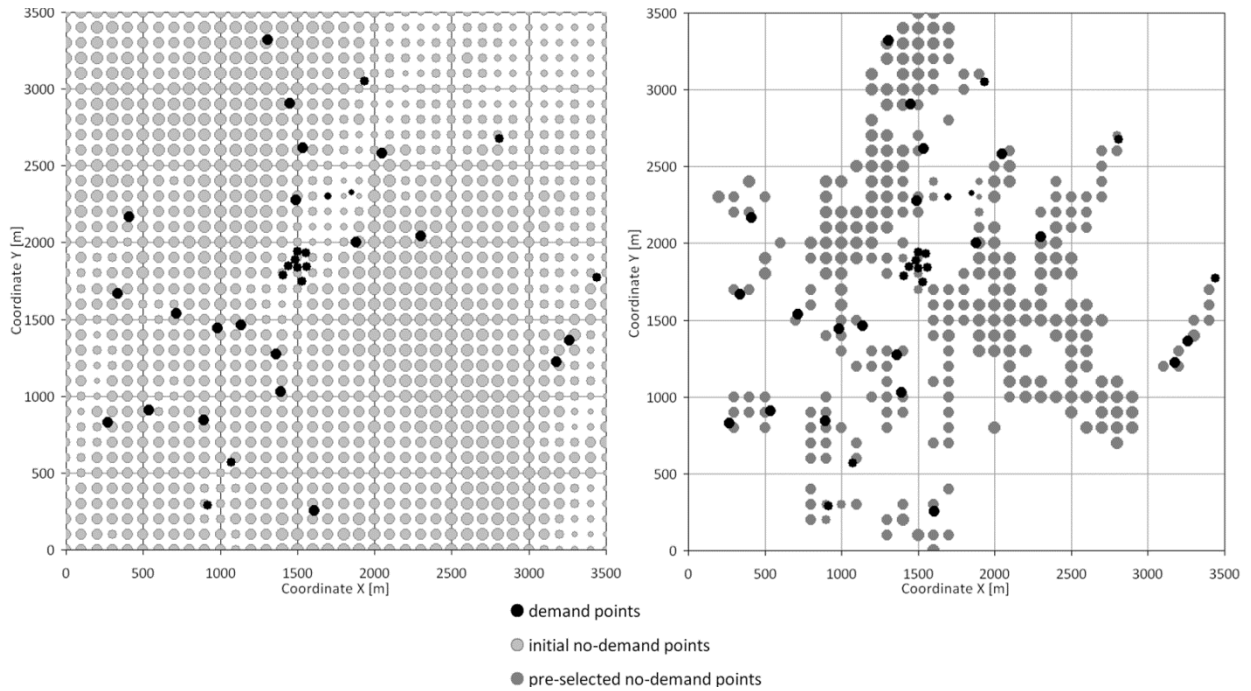 3500
3000
2500
2000
1500
1000
500
0
Coordinate Y [m]
0 500 1000 1500 2000 2500 3000 3500
Coordinate X [m]
3500
3000
2500
2000
1500
1000
500
0
Coordinate Y [m]
0 500 1000 1500 2000 2500 3000 3500
Coordinate X [m]
demand points
initial no-demand points
pre-selected no-demand points